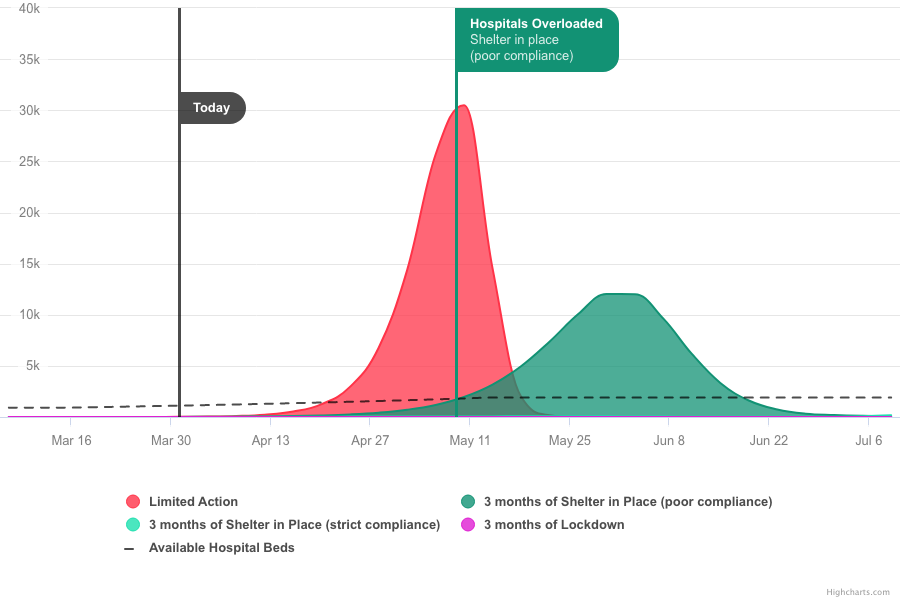 40k
Hospitals Overloaded
Shelter in place
(poor compliance)
35k
Today
30k
25k
20k
15k
10k
5k
Mar 16 Mar 30 Apr 13 Apr 27 May 11 May 25 Jun 8 Jun 22 Jul 6
Limited Action 3 months of Shelter in Place (poor compliance)
3 months of Shelter in Place (strict compliance) 3 months of Lockdown
Available Hospital Beds
Highcharts.com